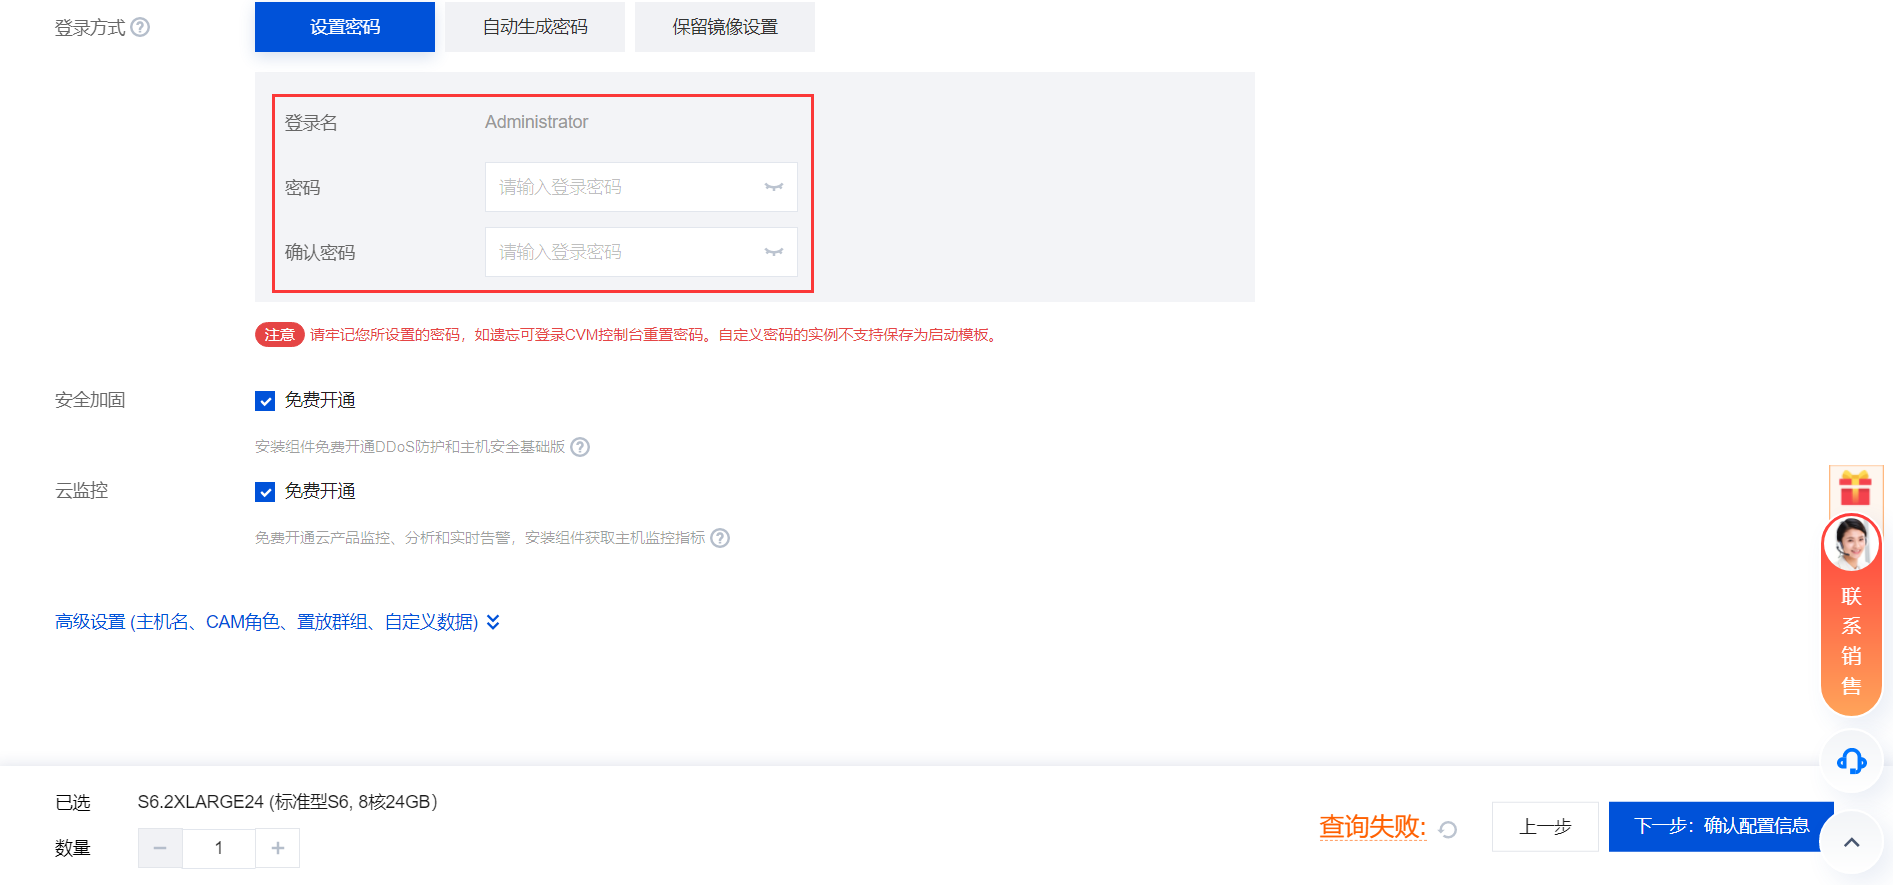 登录方式
设置密码
自动生成密码
保留镜像设置
登录名
Administrator
密码
请输入登录密码
确认密码
请输入登录密码
注意
请牢记您所设置的密码，如遗忘可登录CVM控制台重置密码。自定义密码的实例不支持保存为启动模板。
安全加固
免费开通
安装组件免费开通DDoS防护和主机安全基础版
云监控
免费开通
免费开通云产品监控、分析和实时告警，安装组件获取主机监控指标
高级设置 (主机名、CAM角色、置放群组、自定义数据)
联系销售
已选
S6.2XLARGE24 (标准型S6, 8核24GB)
数量
1
查询失败:
上一步
下一步：确认配置信息